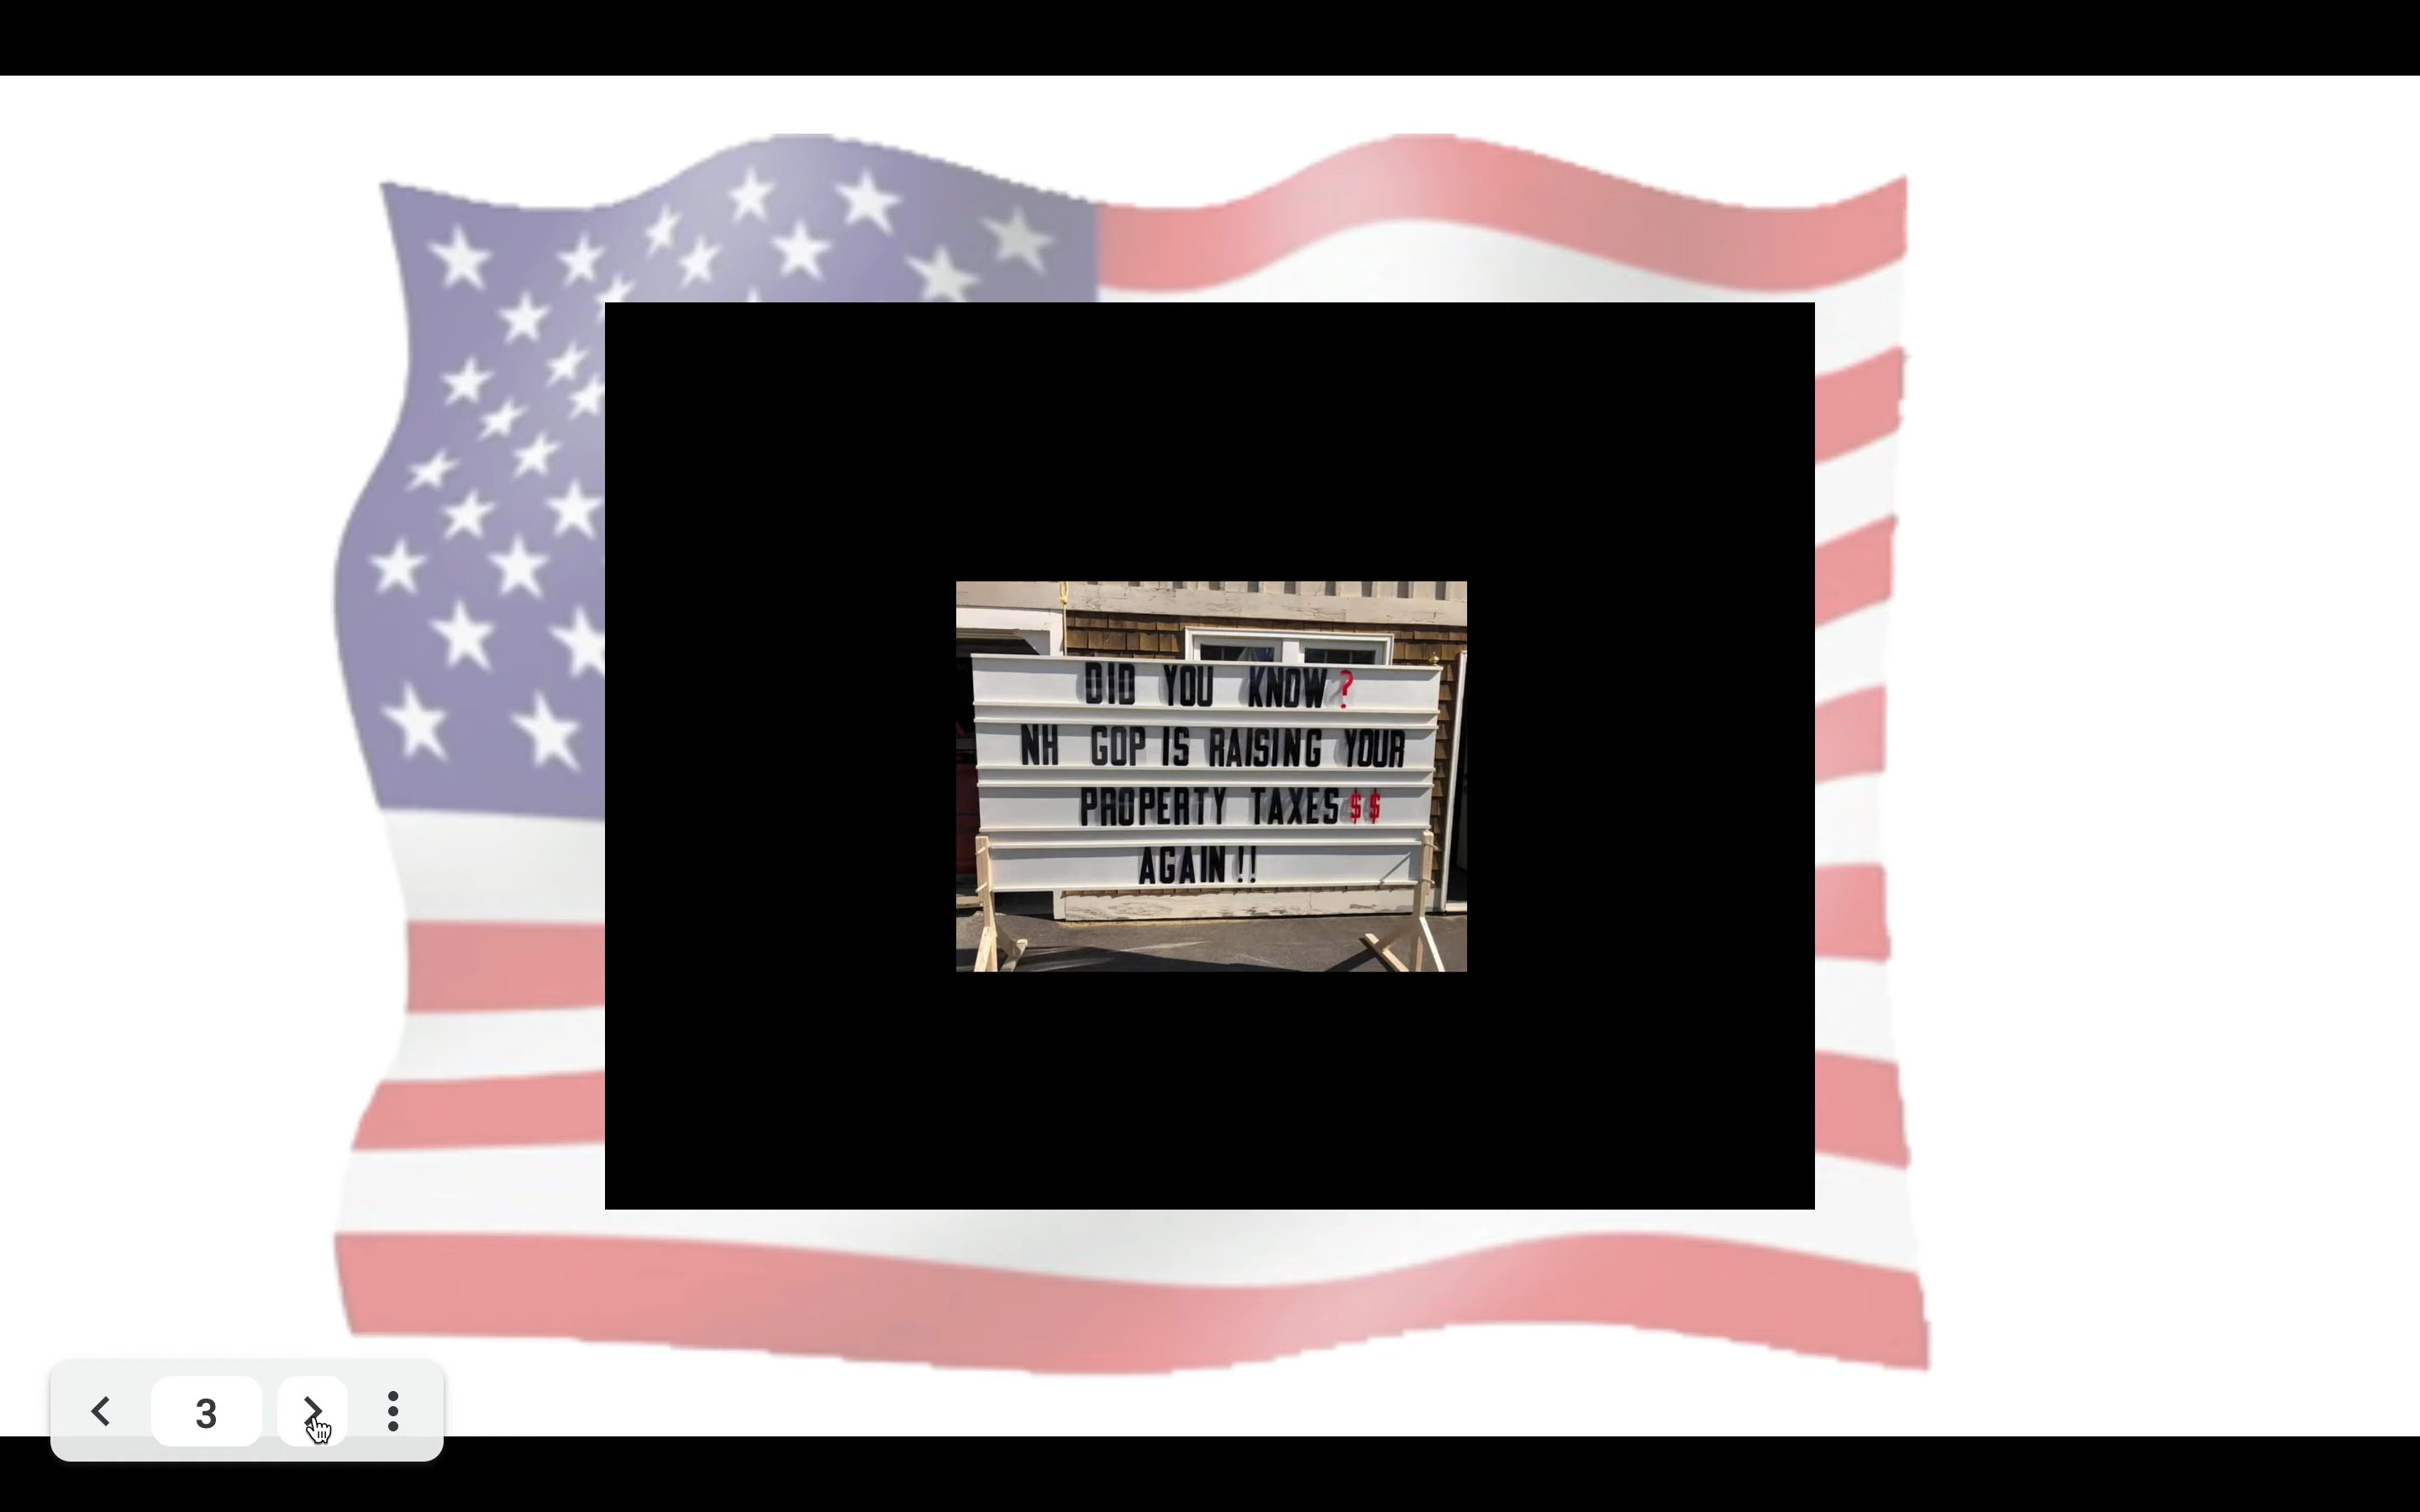 DID YOU KNOW?
NH GOP IS RAISING YOUR
PROPERTY TAXES $$
AGAIN!!
3